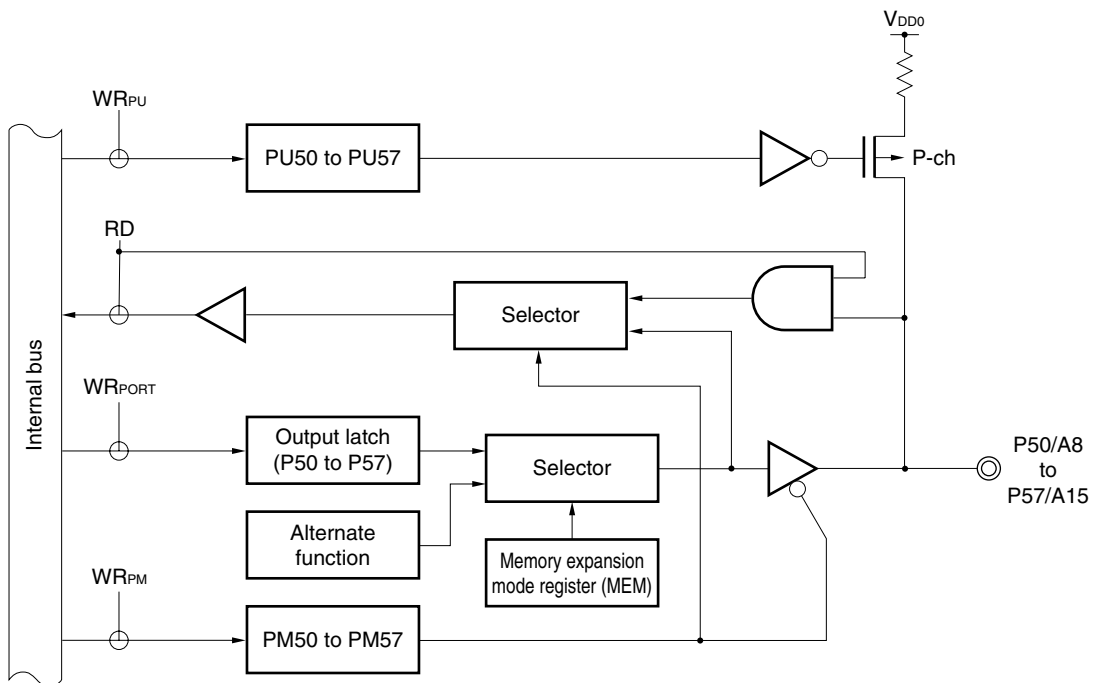 VDD0
WRPU
PU50 to PU57
P-ch
RD
Selector
Internal bus
WRPORT
Output latch
(P50 to P57)
Selector
P50/A8
to
P57/A15
Alternate
function
Memory expansion
mode register (MEM)
WRPM
PM50 to PM57